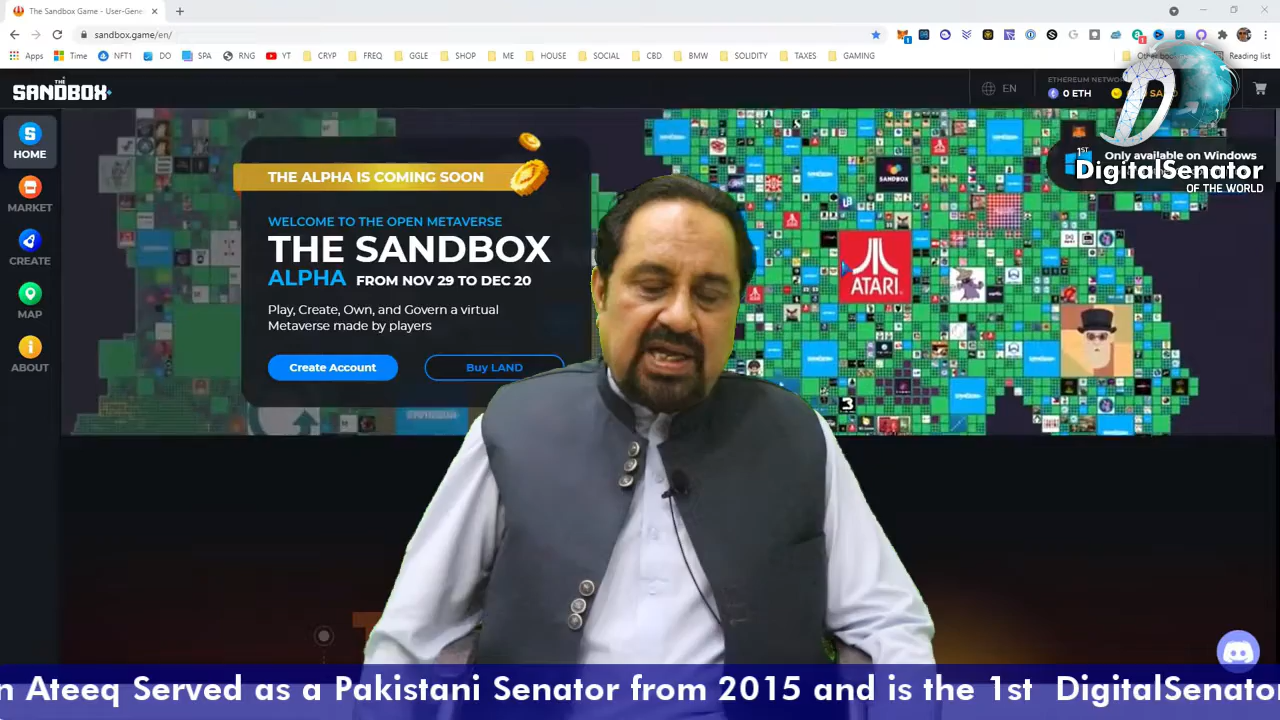 The Sandbox Game - User-Gene
sandbox.game/en/
Apps Time NFT1 DO SPA RNG YT CRYP FREQ GGLE SHOP ME HOUSE SOCIAL CBD BMW SOLIDITY TAXES GAMING Reading list
THE
SANDBOX
EN
0 ETH
HOME
MARKET
CREATE
MAP
ABOUT
THE ALPHA IS COMING SOON
WELCOME TO THE OPEN METAVERSE
THE SANDBOX
ALPHA FROM NOV 29 TO DEC 20
Play, Create, Own, and Govern a virtual
Metaverse made by players
Create Account
Buy LAND
SANDBOX
ATARI
3
D
Only available on Windows
1ST
DigitalSenator
OF THE WORLD
n Ateeq Served as a Pakistani Senator from 2015 and is the 1st DigitalSenator